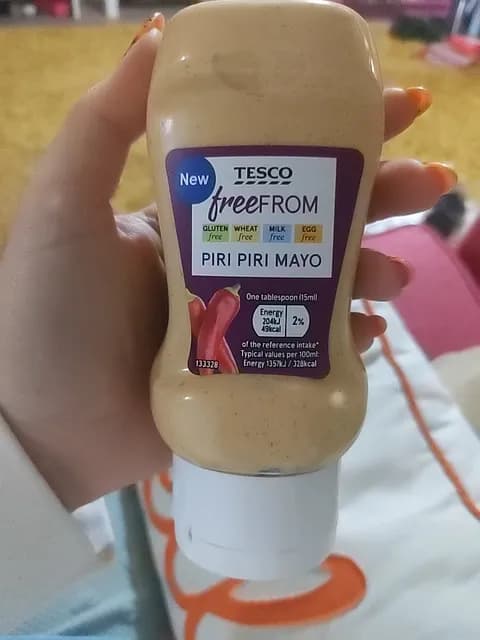 New
TESCO
freeFROM
GLUTEN free WHEAT free MILK free EGG free
PIRI PIRI MAYO
One tablespoon (15ml)
Energy
204kJ
49kcal
2%
of the reference intake*
Typical values per 100ml:
Energy 1357kJ / 328kcal
133328